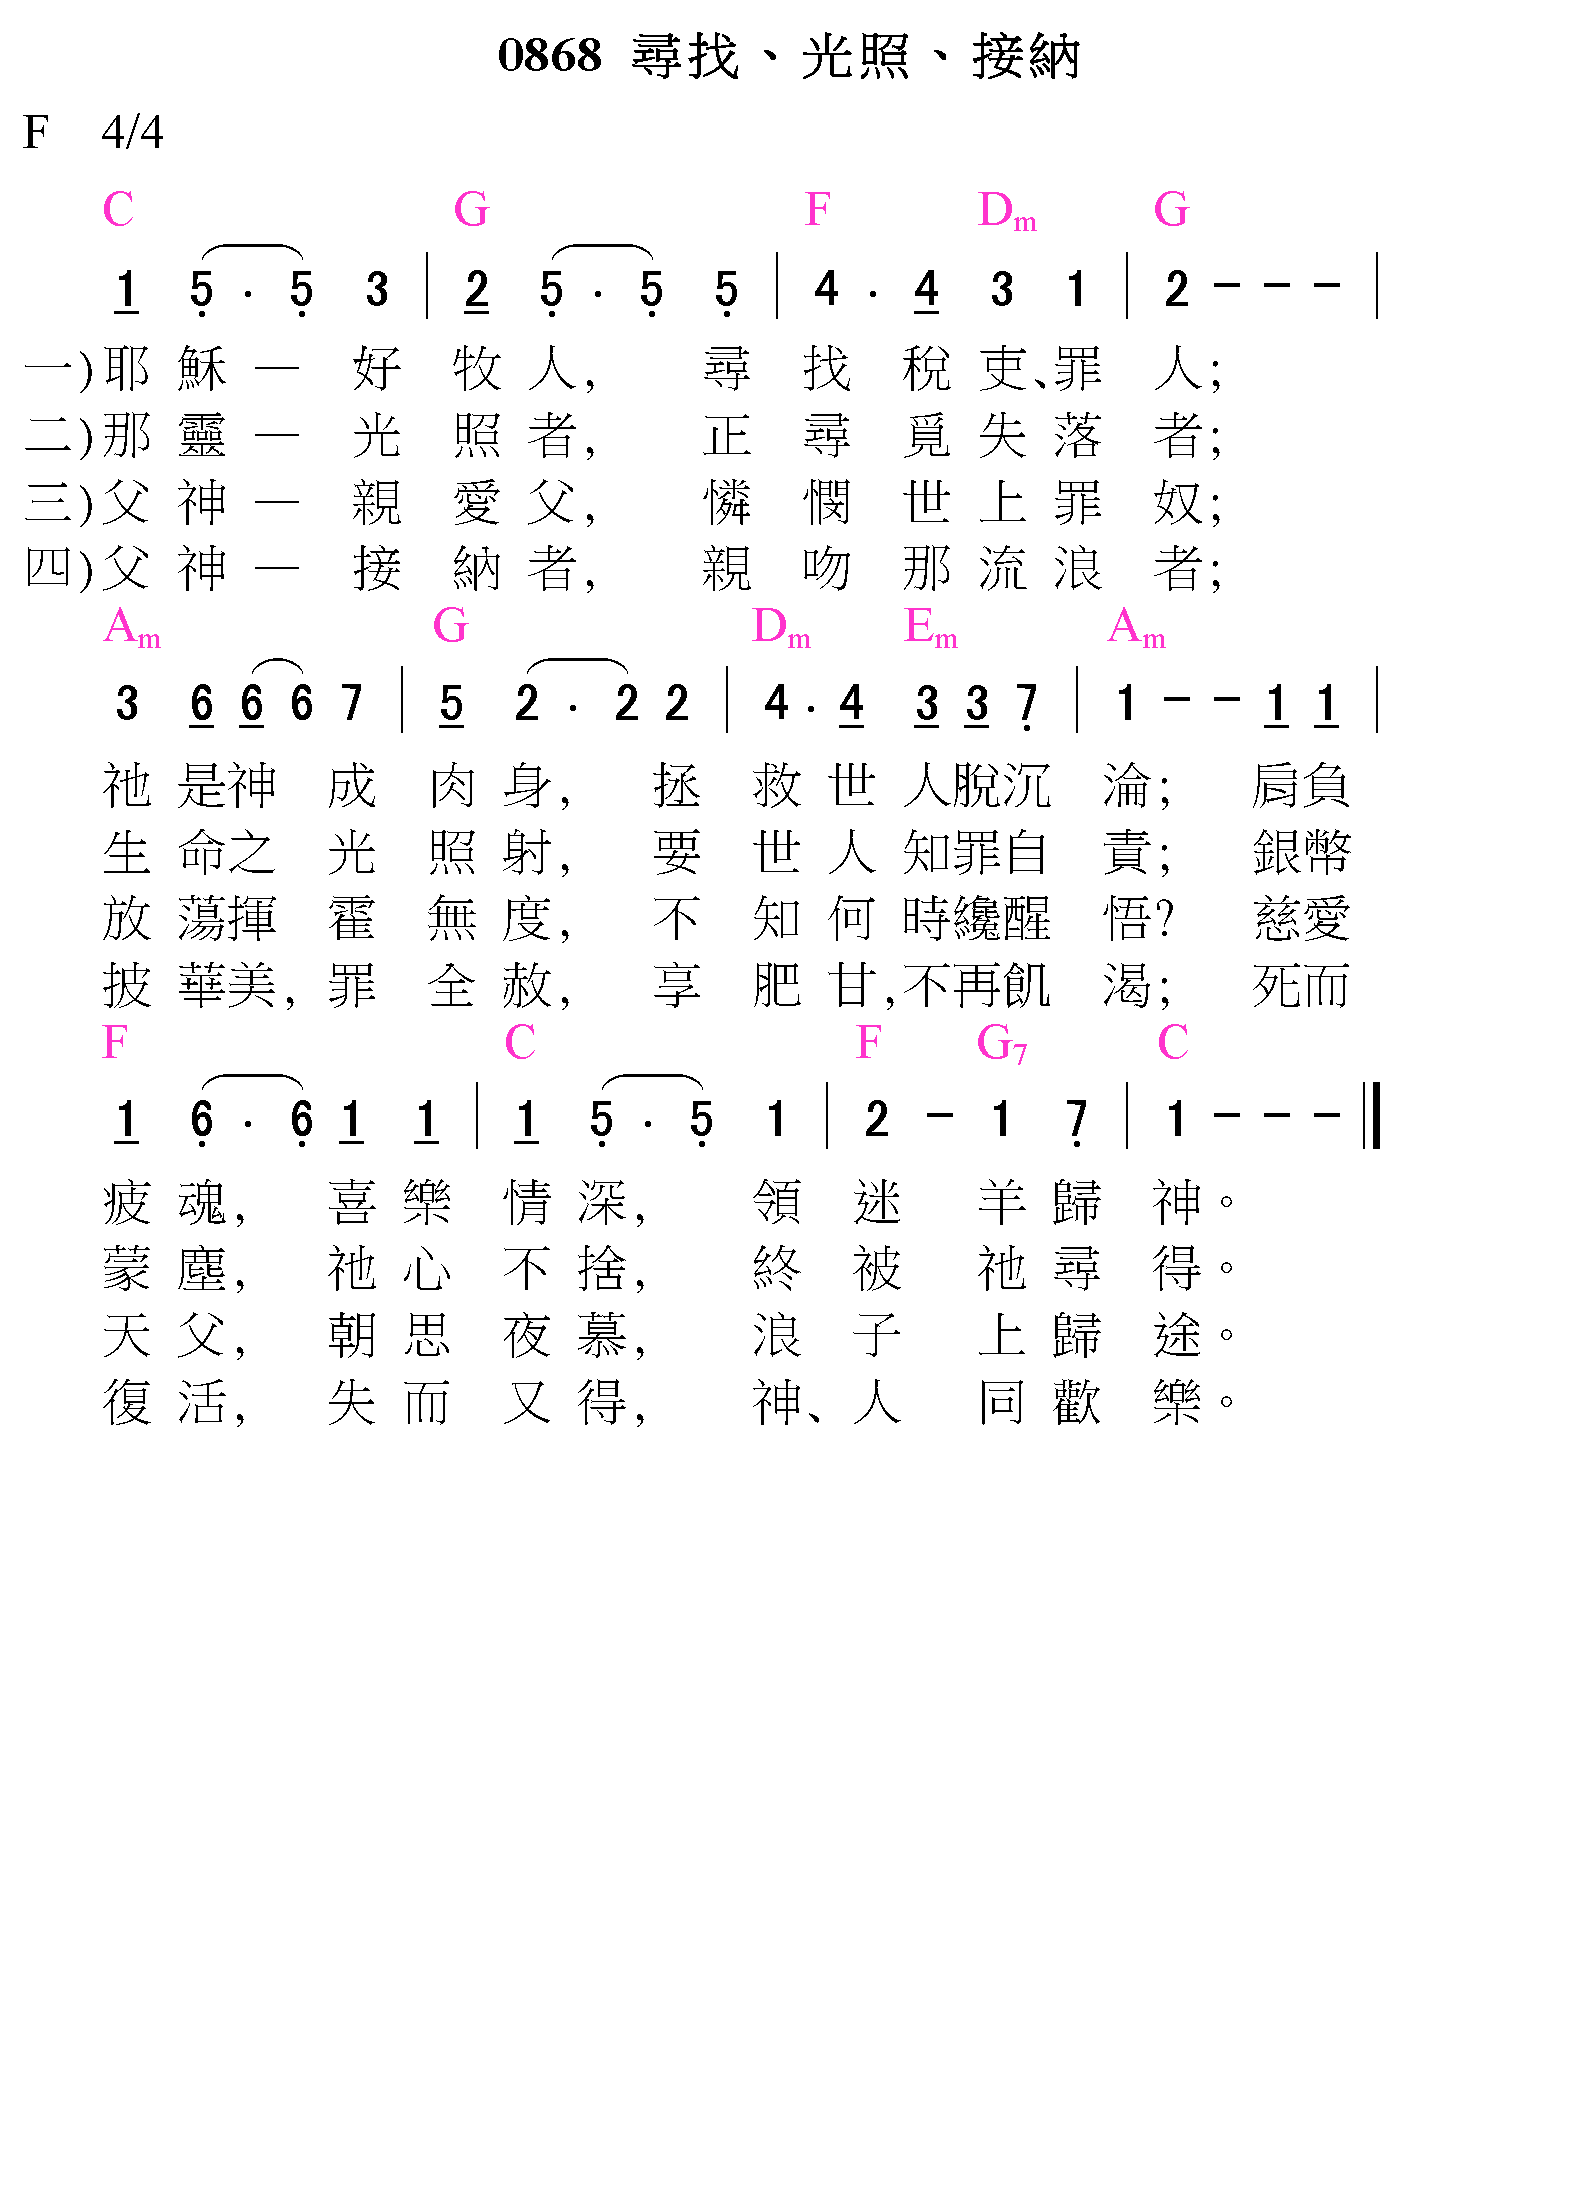 0868 尋找、光照、接納
F 4/4
C G F Dm G
1 5 . 5 3 | 2 5 . 5 5 | 4 . 4 3 1 | 2 - - - |
一)耶 穌 — 好 牧 人, 尋 找 稅 吏、罪 人;
二)那 靈 — 光 照 者, 正 尋 覓 失 落 者;
三)父 神 — 親 愛 父, 憐 憫 世 上 罪 奴;
四)父 神 — 接 納 者, 親 吻 那 流 浪 者;
Am G Dm Em Am
3 6 6 6 7 | 5 2 . 2 2 | 4 . 4 3 3 7 | 1 - - 1 1 |
祂 是神 成 肉 身, 拯 救 世 人脫沉 淪; 肩負
生 命之 光 照 射, 要 世 人 知罪自 責; 銀幣
放 蕩揮 霍 無 度, 不 知 何 時纔醒 悟? 慈愛
披 華美, 罪 全 赦, 享 肥 甘,不再飢 渴; 死而
F C F G7 C
1 6 . 6 1 1 | 1 5 . 5 1 | 2 - 1 7 | 1 - - -
疲 魂, 喜 樂 情 深, 領 迷 羊 歸 神。
蒙 塵, 祂 心 不 捨, 終 被 祂 尋 得。
天 父, 朝 思 夜 慕, 浪 子 上 歸 途。
復 活, 失 而 又 得, 神、人 同 歡 樂。